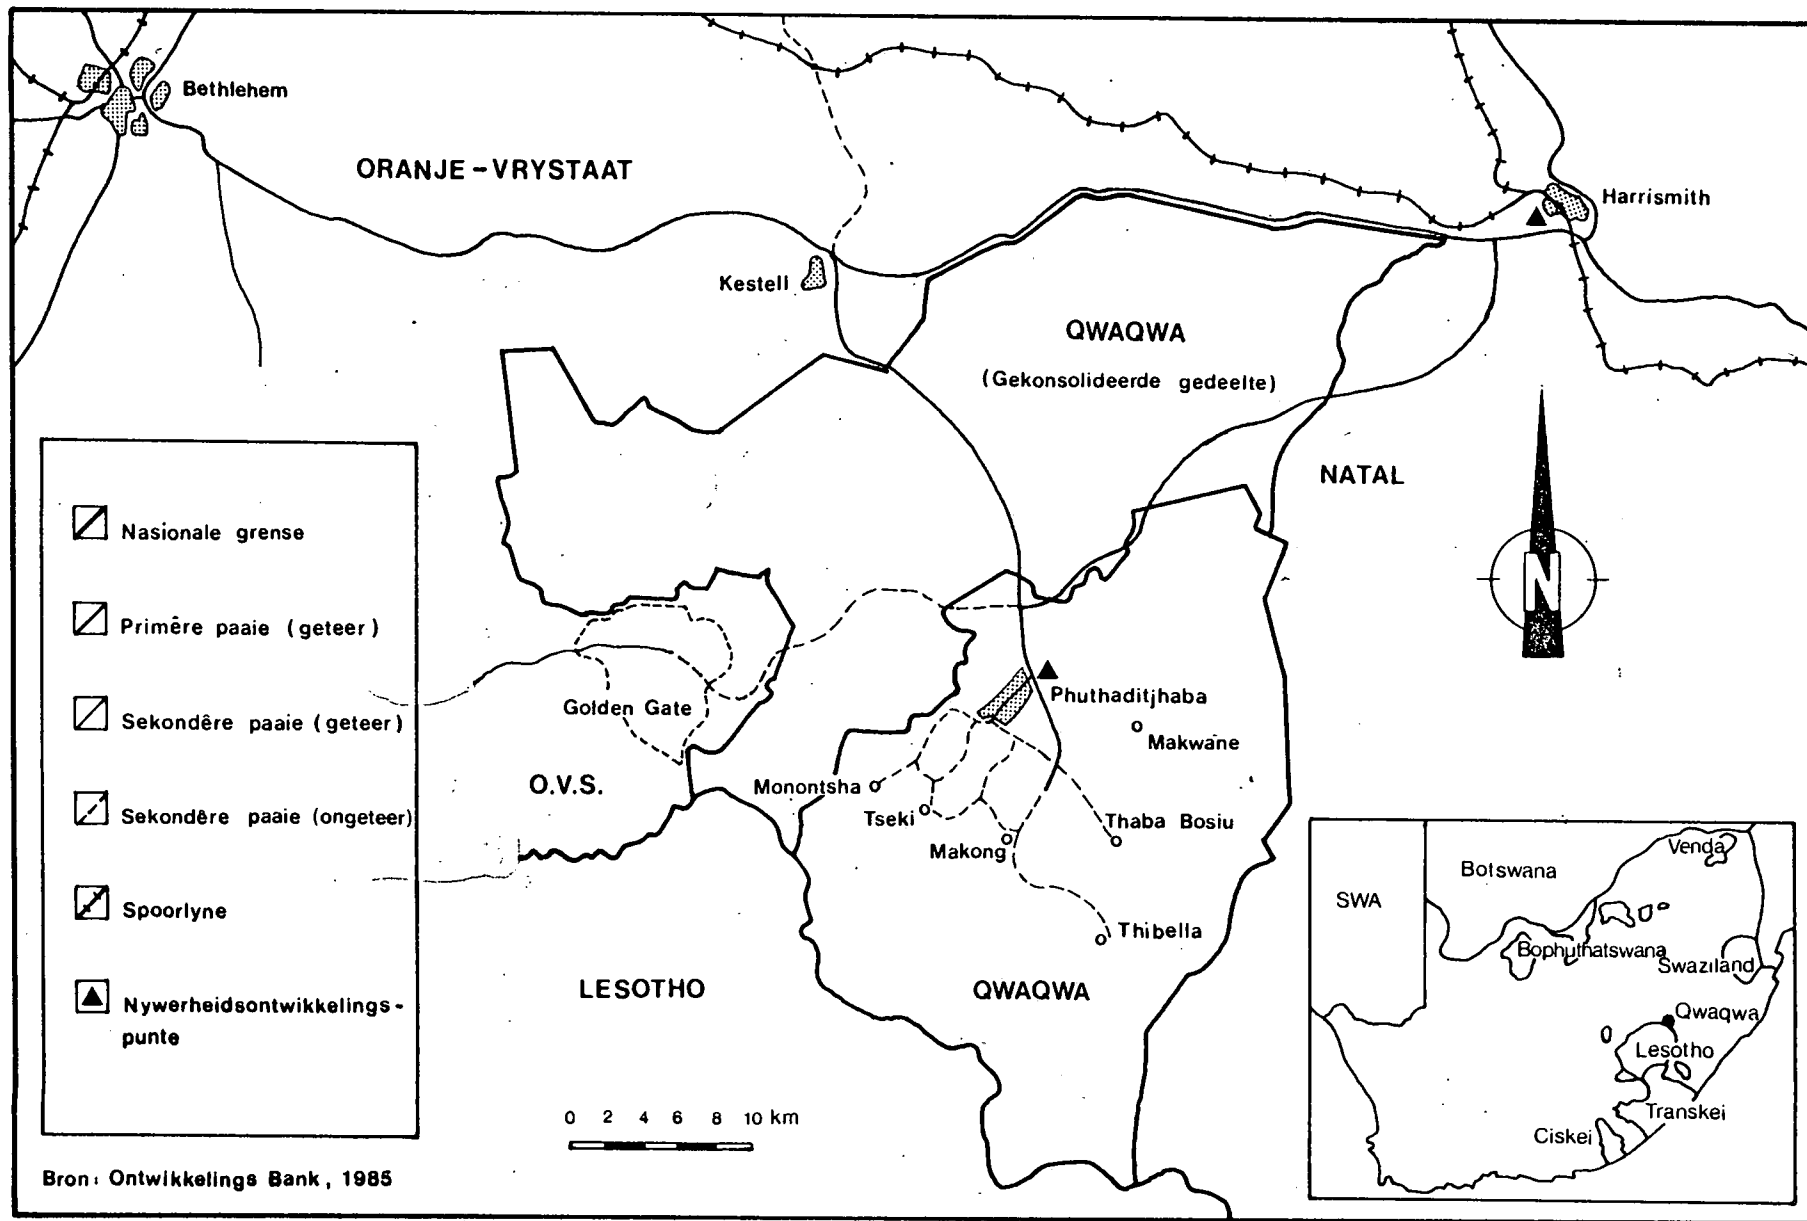 Bethlehem
ORANJE-VRYSTAAT
Harrismith
Kestell
QWAQWA
(Gekonsolideerde gedeelte)
NATAL
N
Nasionale grense
Primêre paaie (geteer)
Sekondêre paaie (geteer)
Sekondêre paaie (ongeteer)
Spoorlyne
Nywerheidsontwikkelings-
punte
Golden Gate
O.V.S.
Phuthaditjhaba
Makwane
Monontsha
Tseki
Makong
Thaba Bosiu
Thibella
LESOTHO
QWAQWA
0 2 4 6 8 10 km
Bron: Ontwikkelings Bank, 1985
SWA
Botswana
Venda
Bophuthatswana
Swaziland
Qwaqwa
Lesotho
Transkei
Ciskei